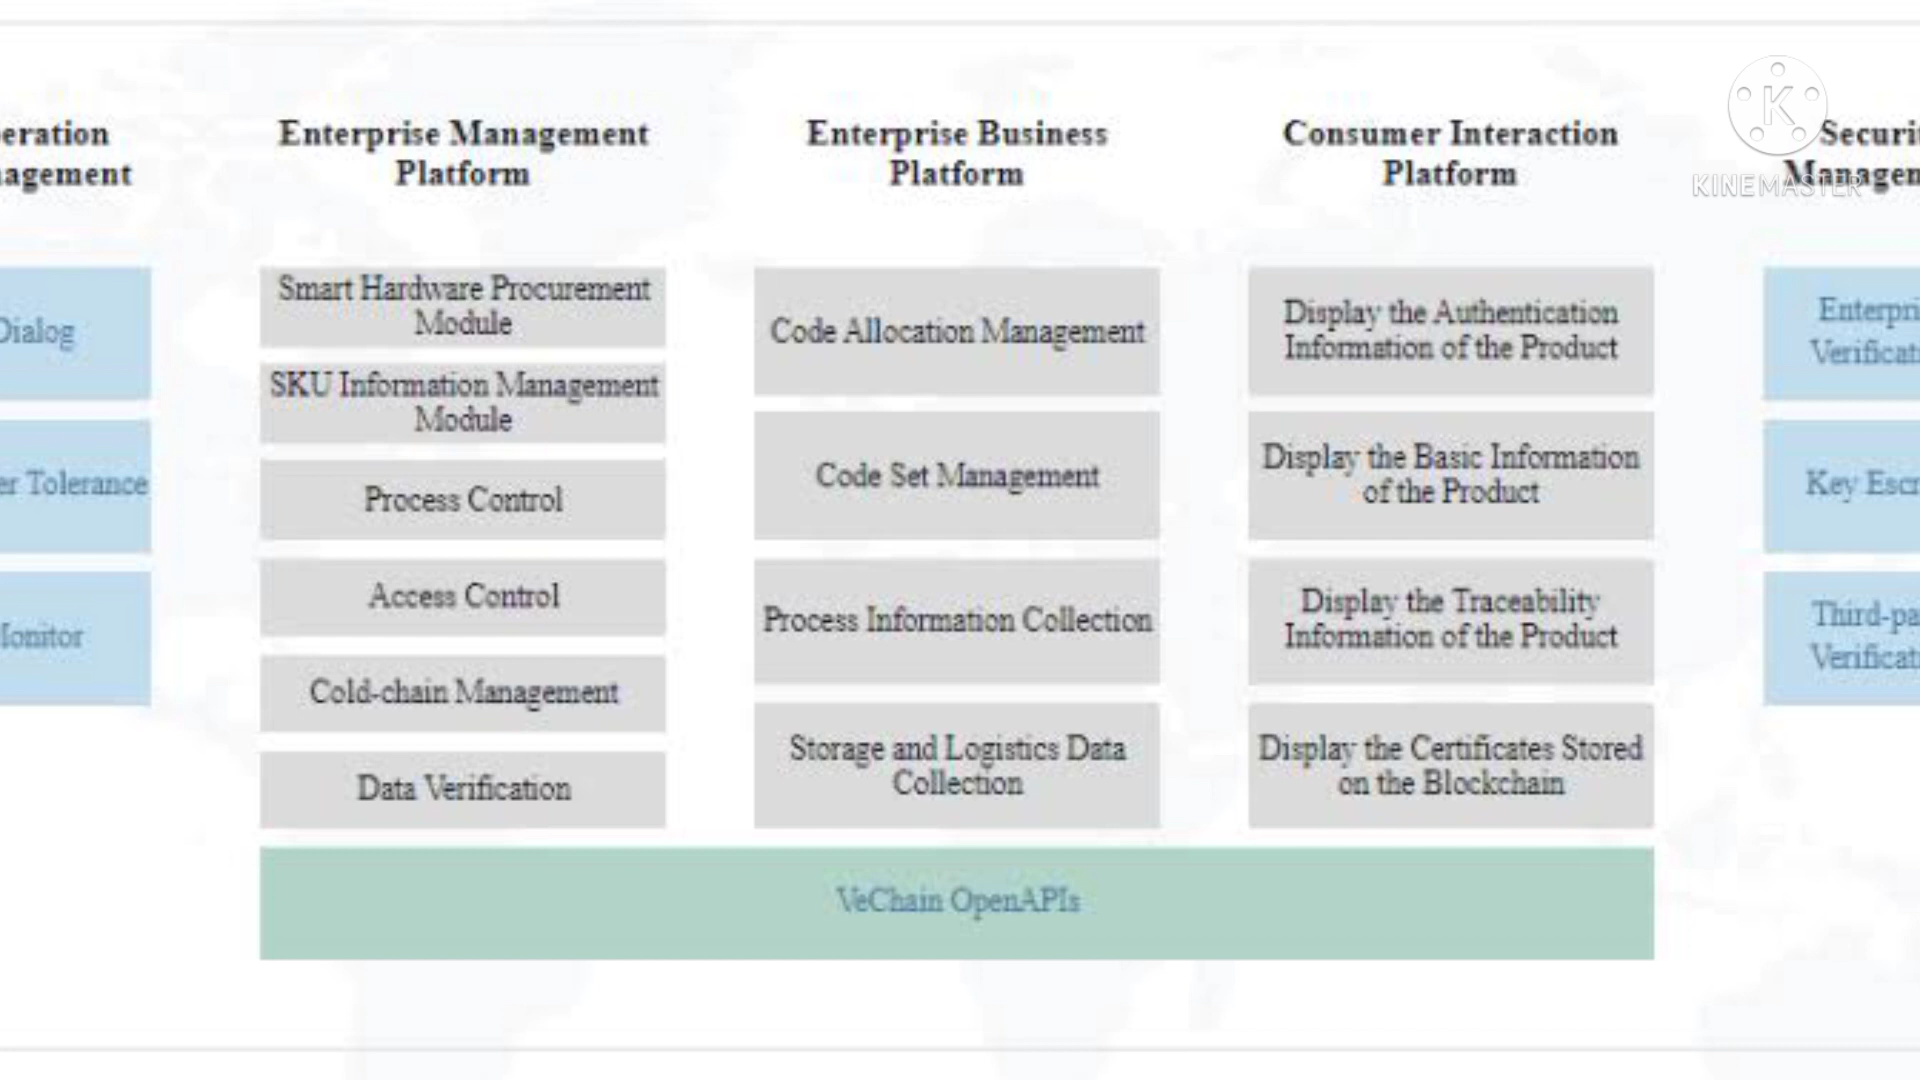 eration
agement
Enterprise Management
Platform
Enterprise Business
Platform
Consumer Interaction
Platform
Securi
Managem
K
KINEMASTER
Dialog
er Tolerance
Monitor
Smart Hardware Procurement
Module
SKU Information Management
Module
Process Control
Access Control
Cold-chain Management
Data Verification
Code Allocation Management
Code Set Management
Process Information Collection
Storage and Logistics Data
Collection
Display the Authentication
Information of the Product
Display the Basic Information
of the Product
Display the Traceability
Information of the Product
Display the Certificates Stored
on the Blockchain
Enterpri
Verificat
Key Escr
Third-pa
Verificat
VeChain OpenAPIs